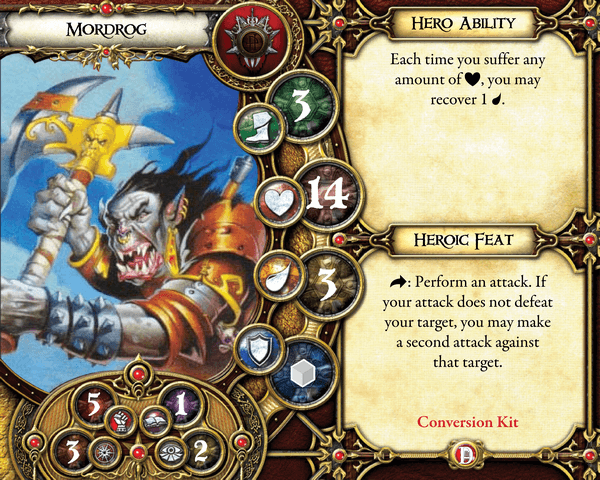 Mordrog
3
14
3
5
1
3
2
Hero Ability
Each time you suffer any
amount of ♥, you may
recover 1 .
Heroic Feat
: Perform an attack. If
your attack does not defeat
your target, you may make
a second attack against
that target.
Conversion Kit
D